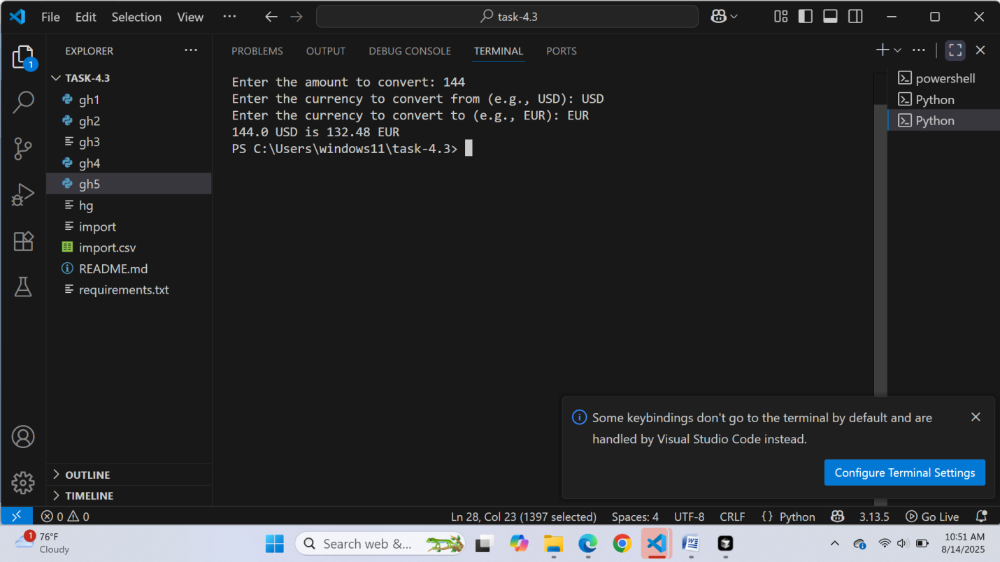 File Edit Selection View ··· task-4.3
EXPLORER ···
1
TASK-4.3
gh1
gh2
gh3
gh4
gh5
hg
import
import.csv
README.md
requirements.txt
OUTLINE
TIMELINE
PROBLEMS OUTPUT DEBUG CONSOLE TERMINAL PORTS
Enter the amount to convert: 144
Enter the currency to convert from (e.g., USD): USD
Enter the currency to convert to (e.g., EUR): EUR
144.0 USD is 132.48 EUR
PS C:\Users\windows11\task-4.3>
powershell
Python
Python
Some keybindings don't go to the terminal by default and are
handled by Visual Studio Code instead.
Configure Terminal Settings
0 0 Ln 28, Col 23 (1397 selected) Spaces: 4 UTF-8 CRLF {} Python 3.13.5 Go Live
1 76°F
Cloudy
Search web &...
10:51 AM
8/14/2025